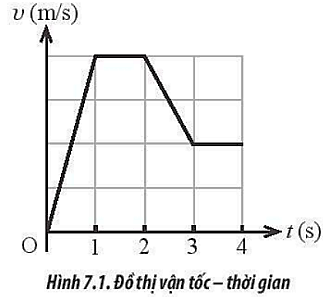 υ (m/s)
O
1
2
3
4
t (s)
Hình 7.1. Đồ thị vận tốc – thời gian